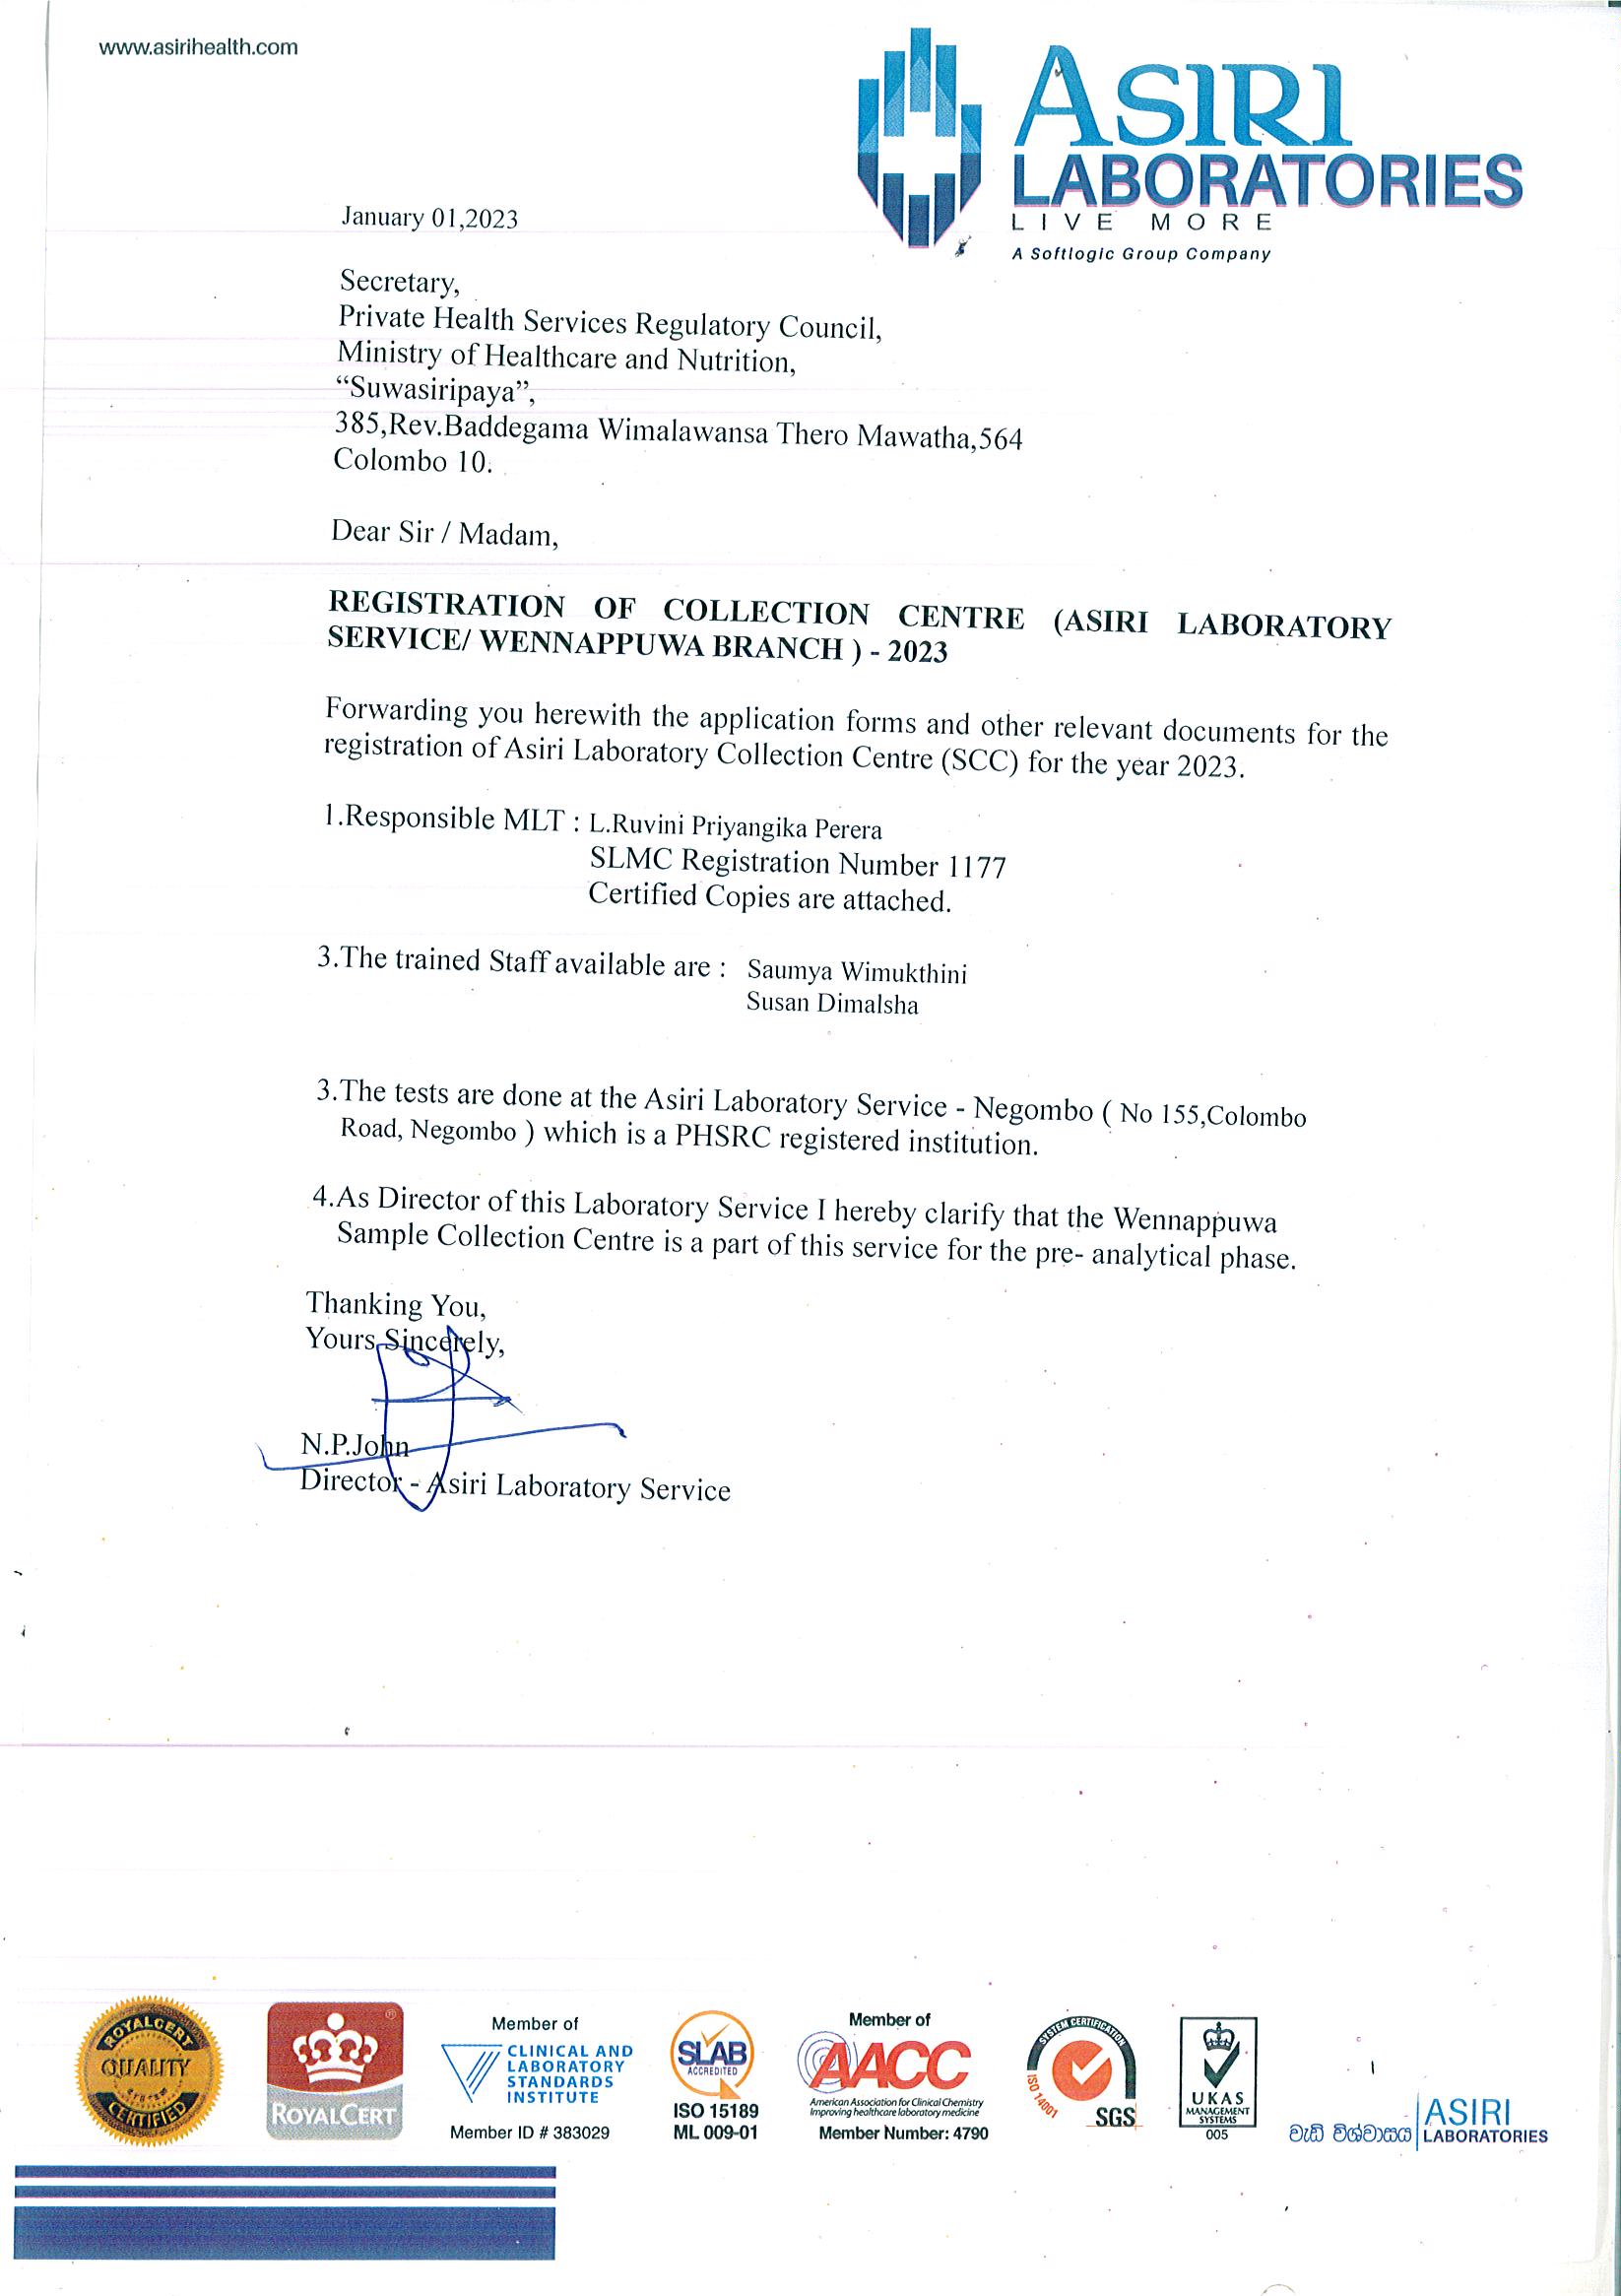 www.asirihealth.com
ASIRI
LABORATORIES
LIVE MORE
A Softlogic Group Company
January 01,2023
Secretary,
Private Health Services Regulatory Council,
Ministry of Healthcare and Nutrition,
“Suwasiripaya”,
385,Rev.Baddegama Wimalawansa Thero Mawatha,564
Colombo 10.
Dear Sir / Madam,
REGISTRATION OF COLLECTION CENTRE (ASIRI LABORATORY
SERVICE/ WENNAPPUWA BRANCH ) - 2023
Forwarding you herewith the application forms and other relevant documents for the
registration of Asiri Laboratory Collection Centre (SCC) for the year 2023.
1.Responsible MLT : L.Ruvini Priyangika Perera
SLMC Registration Number 1177
Certified Copies are attached.
3.The trained Staff available are : Saumya Wimukthini
Susan Dimalsha
3.The tests are done at the Asiri Laboratory Service - Negombo ( No 155,Colombo
Road, Negombo ) which is a PHSRC registered institution.
4.As Director of this Laboratory Service I hereby clarify that the Wennappuwa
Sample Collection Centre is a part of this service for the pre- analytical phase.
Thanking You,
Yours Sincerely,
N.P.John
Director - Asiri Laboratory Service
ROYALCERT
QUALITY
SYSTEM
CERTIFIED
ROYALCERT
Member of
CLINICAL AND
LABORATORY
STANDARDS
INSTITUTE
Member ID # 383029
SLAB
ACCREDITED
ISO 15189
ML 009-01
Member of
AACC
American Association for Clinical Chemistry
Improving healthcare laboratory medicine
Member Number: 4790
SYSTEM CERTIFICATION
ISO 14001
SGS
UKAS
MANAGEMENT
SYSTEMS
005
වැඩි විශ්වාසය
ASIRI
LABORATORIES